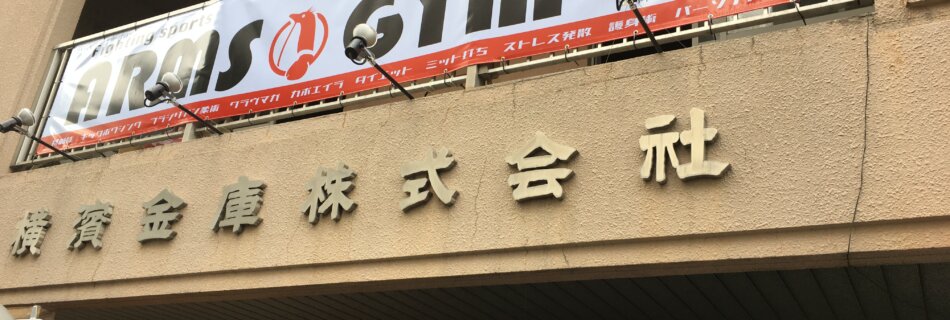 Fighting Sports
ARMS GYM
キックボクシング ブラジリアン柔術 クラヴマガ カポエイラ ダイエット ミット打ち ストレス発散 護身術
横濱金庫株式会社